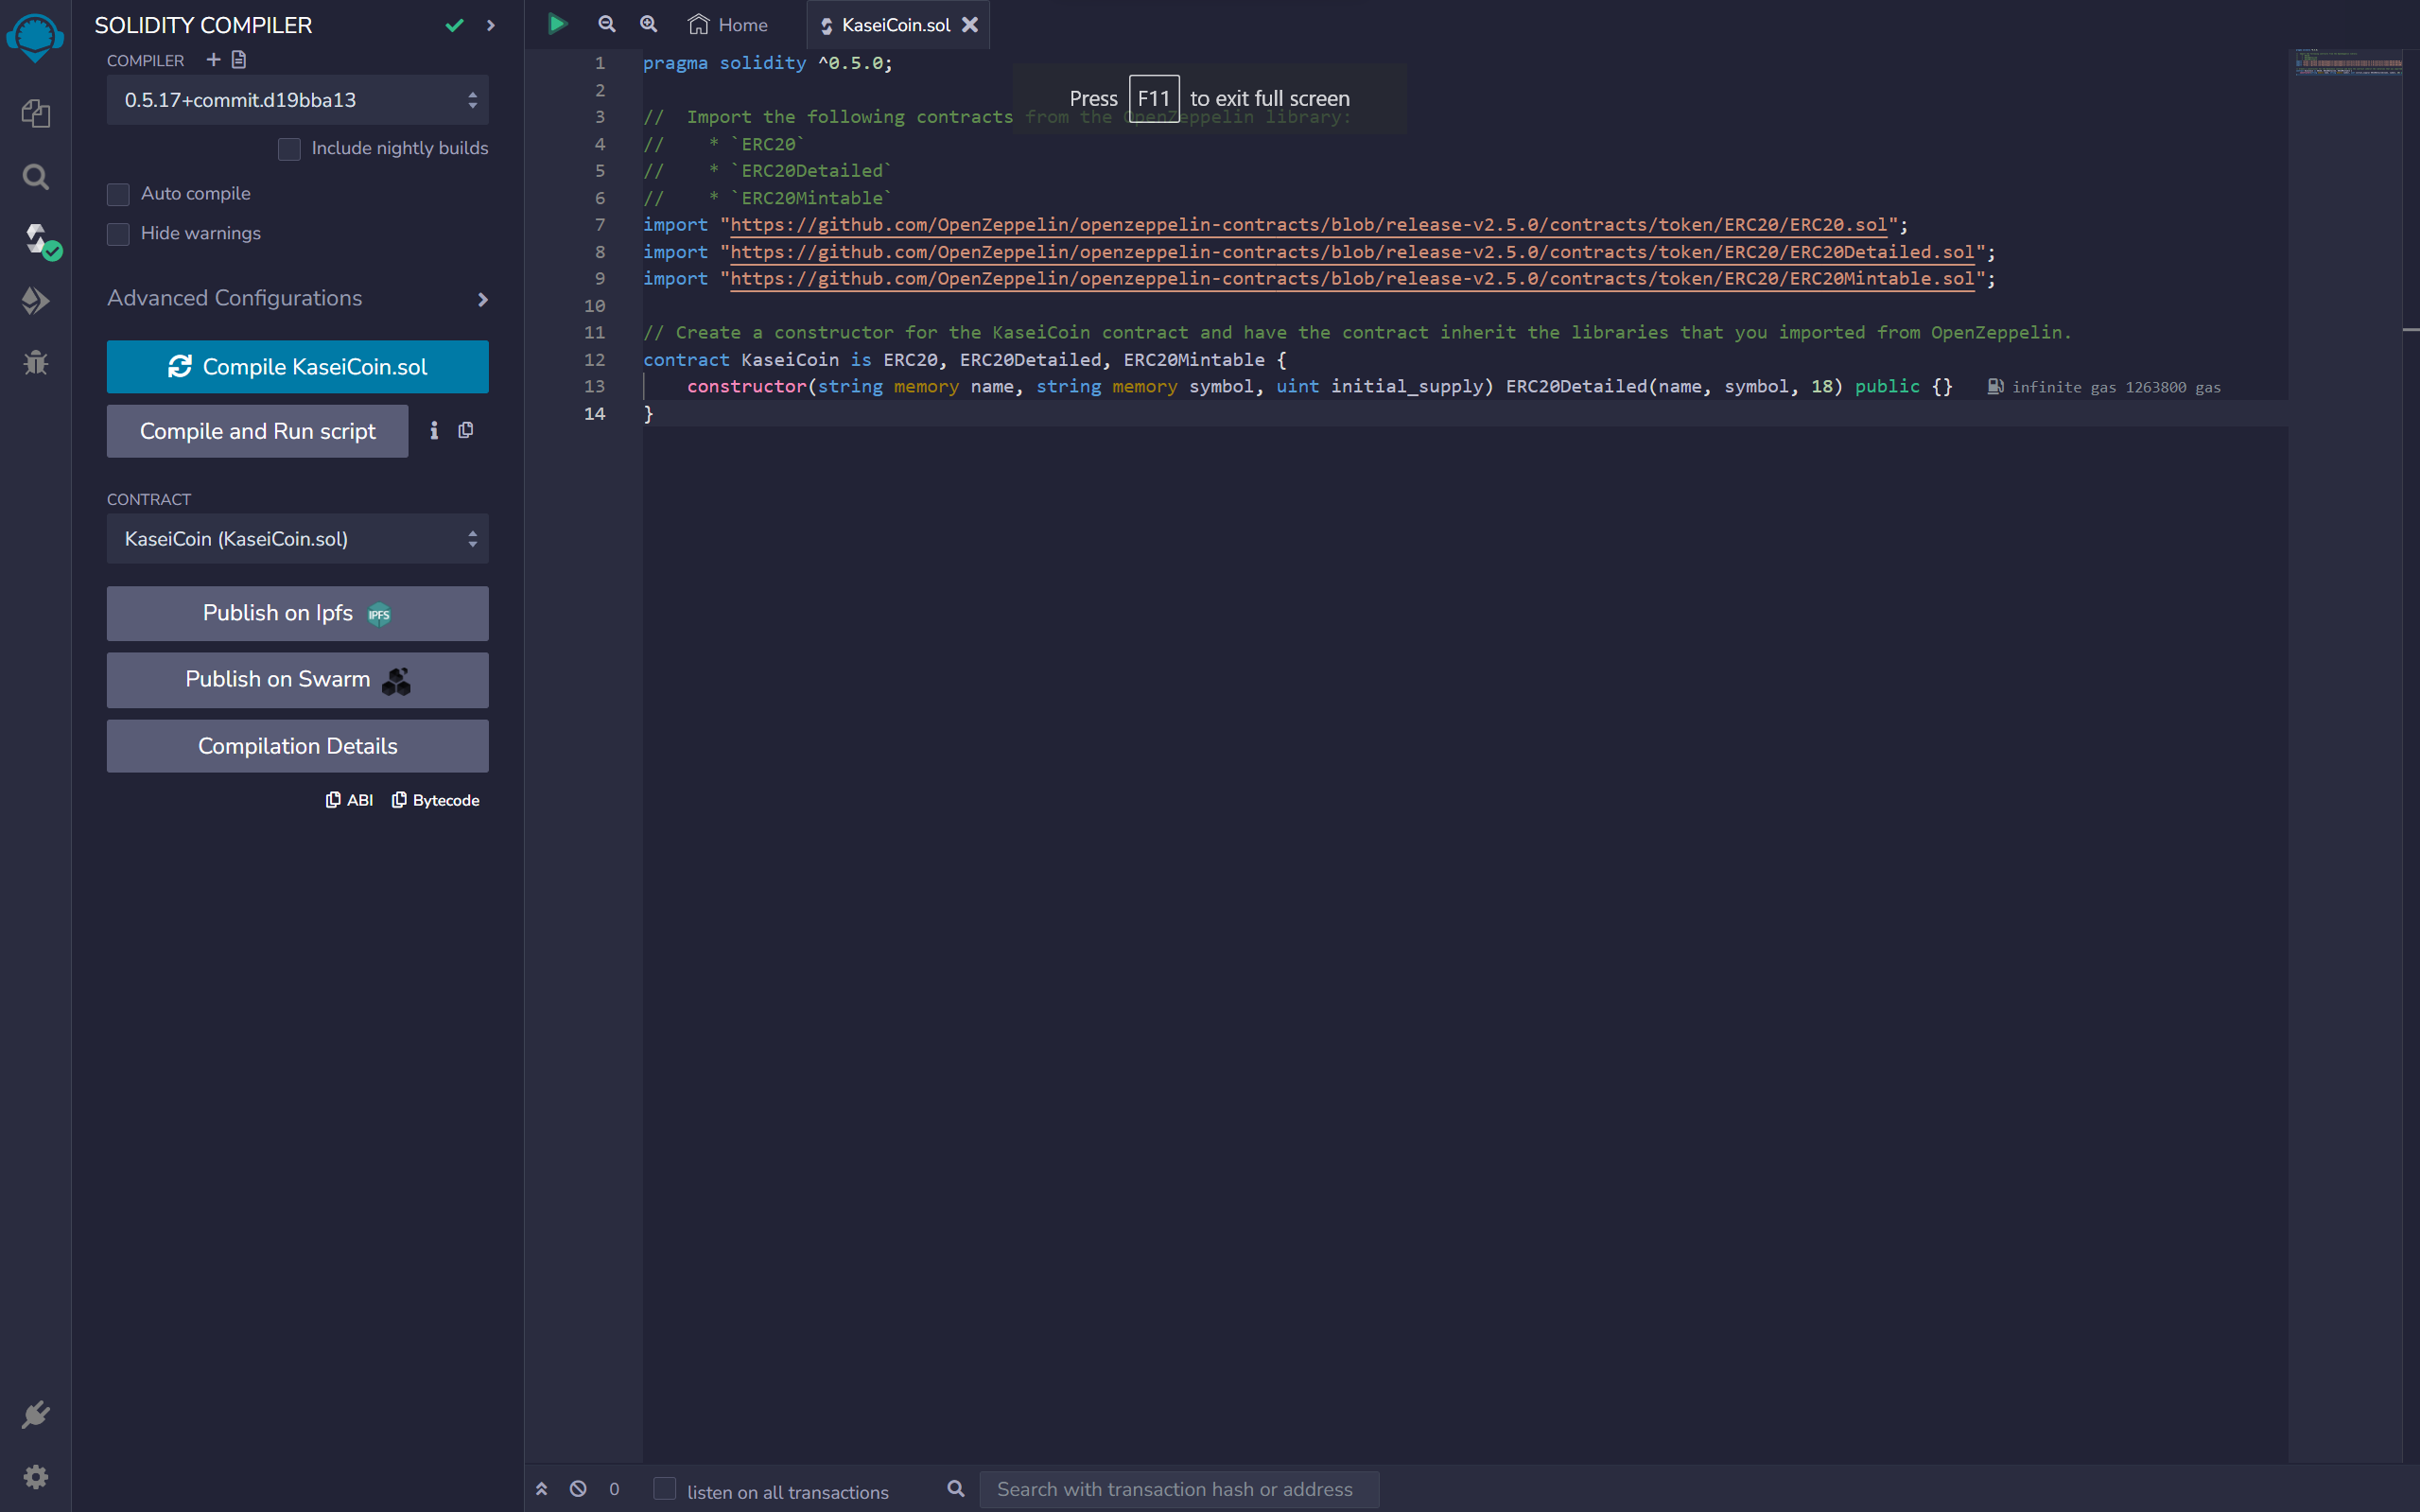 SOLIDITY COMPILER
COMPILER
0.5.17+commit.d19bba13
Include nightly builds
Auto compile
Hide warnings
Advanced Configurations
Compile KaseiCoin.sol
Compile and Run script
CONTRACT
KaseiCoin (KaseiCoin.sol)
Publish on Ipfs
IPFS
Publish on Swarm
Compilation Details
ABI Bytecode
Home KaseiCoin.sol
Press F11 to exit full screen
1 pragma solidity ^0.5.0;
2
3 //  Import the following contracts from the OpenZeppelin library:
4 //    * `ERC20`
5 //    * `ERC20Detailed`
6 //    * `ERC20Mintable`
7 import "https://github.com/OpenZeppelin/openzeppelin-contracts/blob/release-v2.5.0/contracts/token/ERC20/ERC20.sol";
8 import "https://github.com/OpenZeppelin/openzeppelin-contracts/blob/release-v2.5.0/contracts/token/ERC20/ERC20Detailed.sol";
9 import "https://github.com/OpenZeppelin/openzeppelin-contracts/blob/release-v2.5.0/contracts/token/ERC20/ERC20Mintable.sol";
10
11 // Create a constructor for the KaseiCoin contract and have the contract inherit the libraries that you imported from OpenZeppelin.
12 contract KaseiCoin is ERC20, ERC20Detailed, ERC20Mintable {
13     constructor(string memory name, string memory symbol, uint initial_supply) ERC20Detailed(name, symbol, 18) public {} infinite gas 1263800 gas
14 }
0 listen on all transactions Search with transaction hash or address